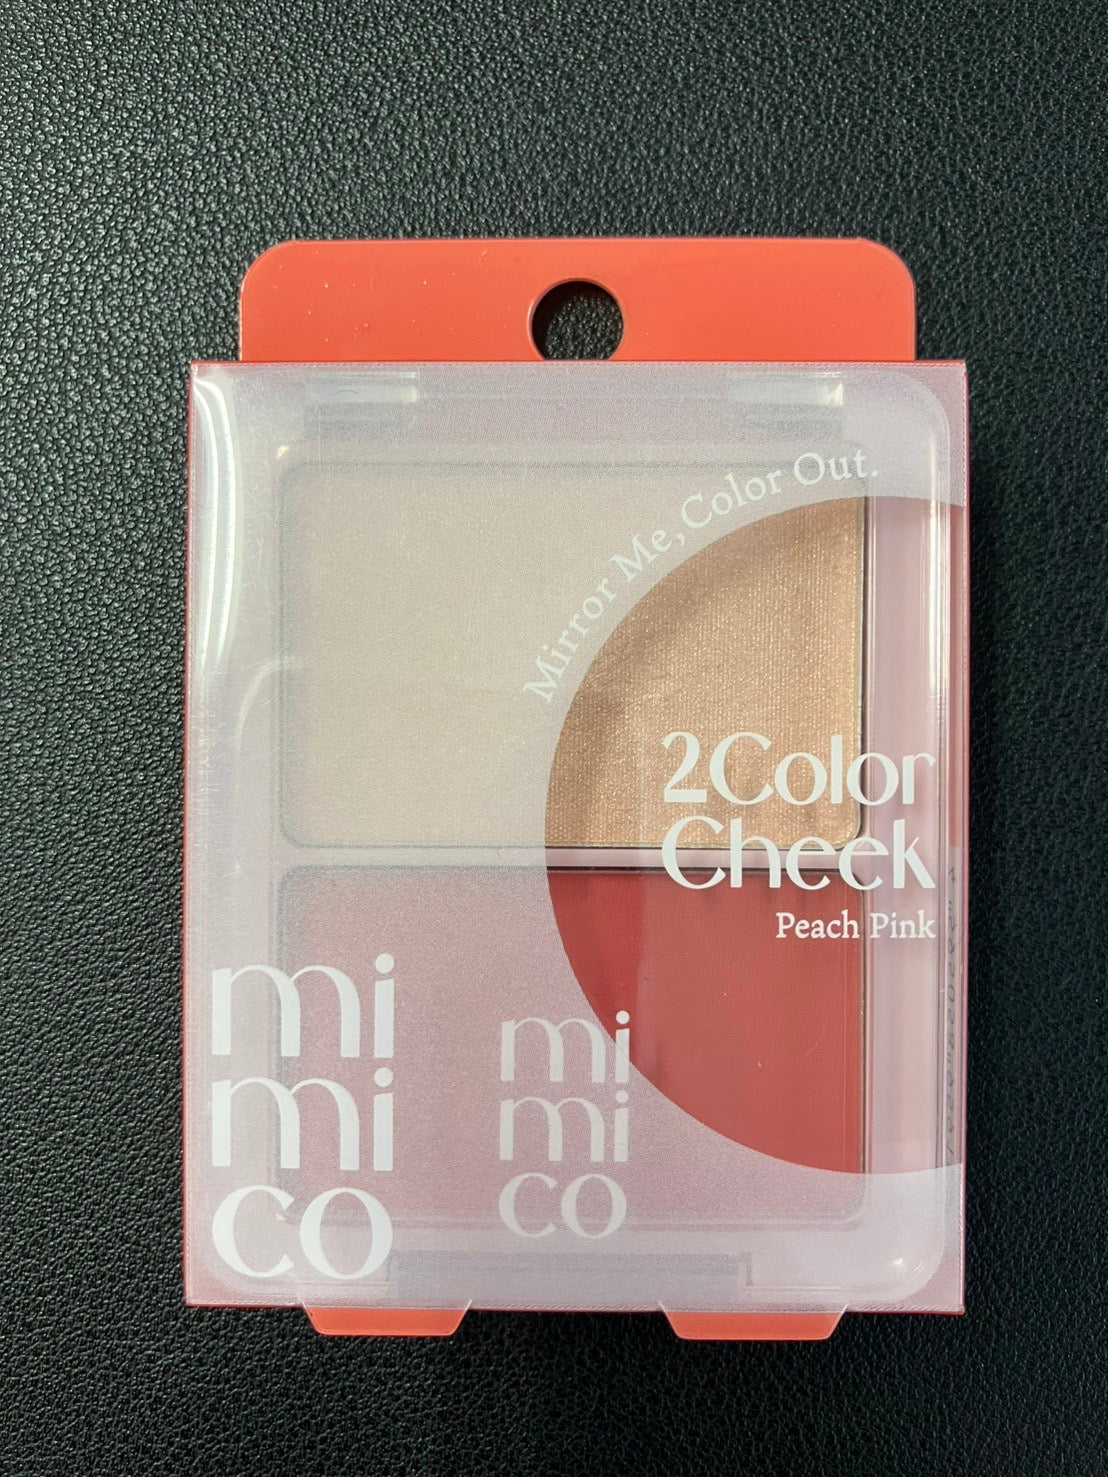 Mirror Me, Color Out.
2Color
Cheek
Peach Pink
mi
mi
co
mi
mi
co